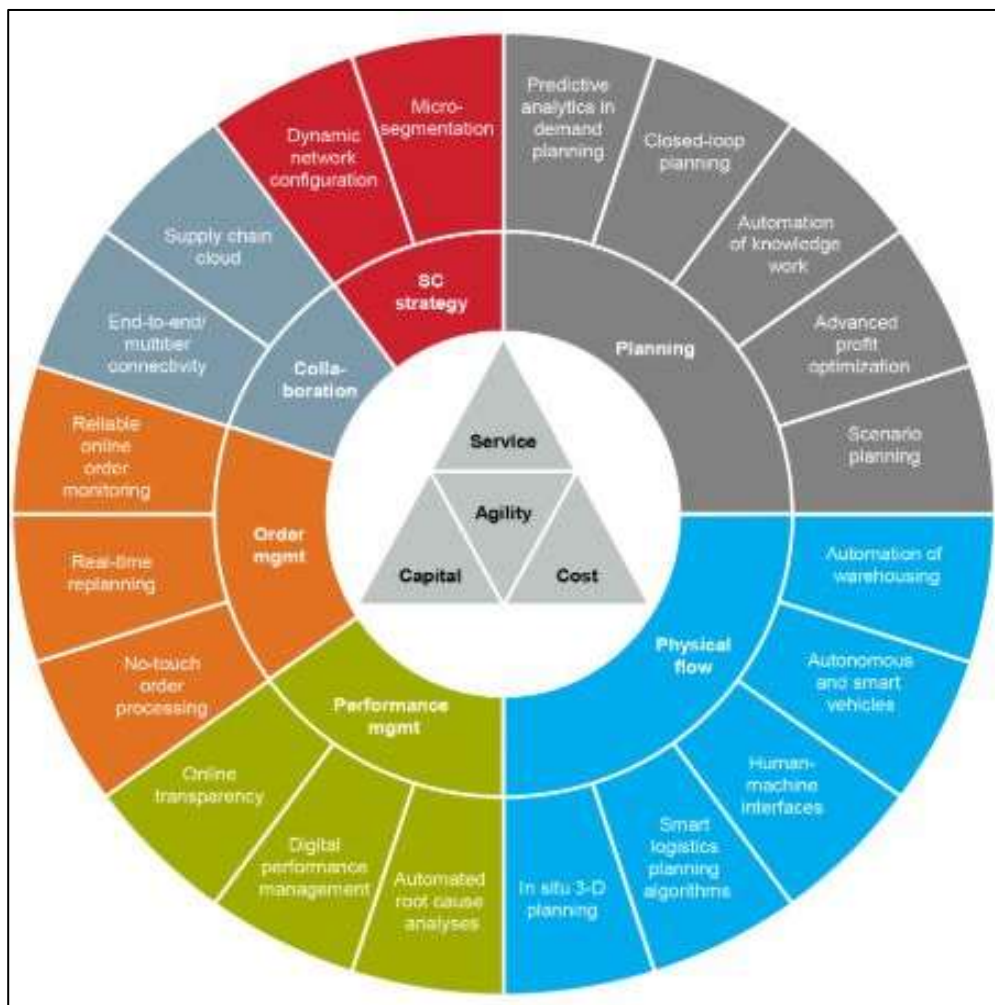 Predictive
analytics in
demand
planning
Closed-loop
planning
Automation
of knowledge
work
Advanced
profit
optimization
Scenario
planning
Planning
Automation of
warehousing
Autonomous
and smart
vehicles
Human-
machine
interfaces
Smart
logistics
planning
algorithms
In situ 3-D
planning
Physical
flow
Automated
root cause
analyses
Digital
performance
management
Online
transparency
Performance
mgmt
No-touch
order
processing
Real-time
replanning
Reliable
online
order
monitoring
Order
mgmt
End-to-end/
multitier
connectivity
Supply chain
cloud
Colla-
boration
Dynamic
network
configuration
Micro-
segmentation
SC
strategy
Service
Agility
Capital
Cost